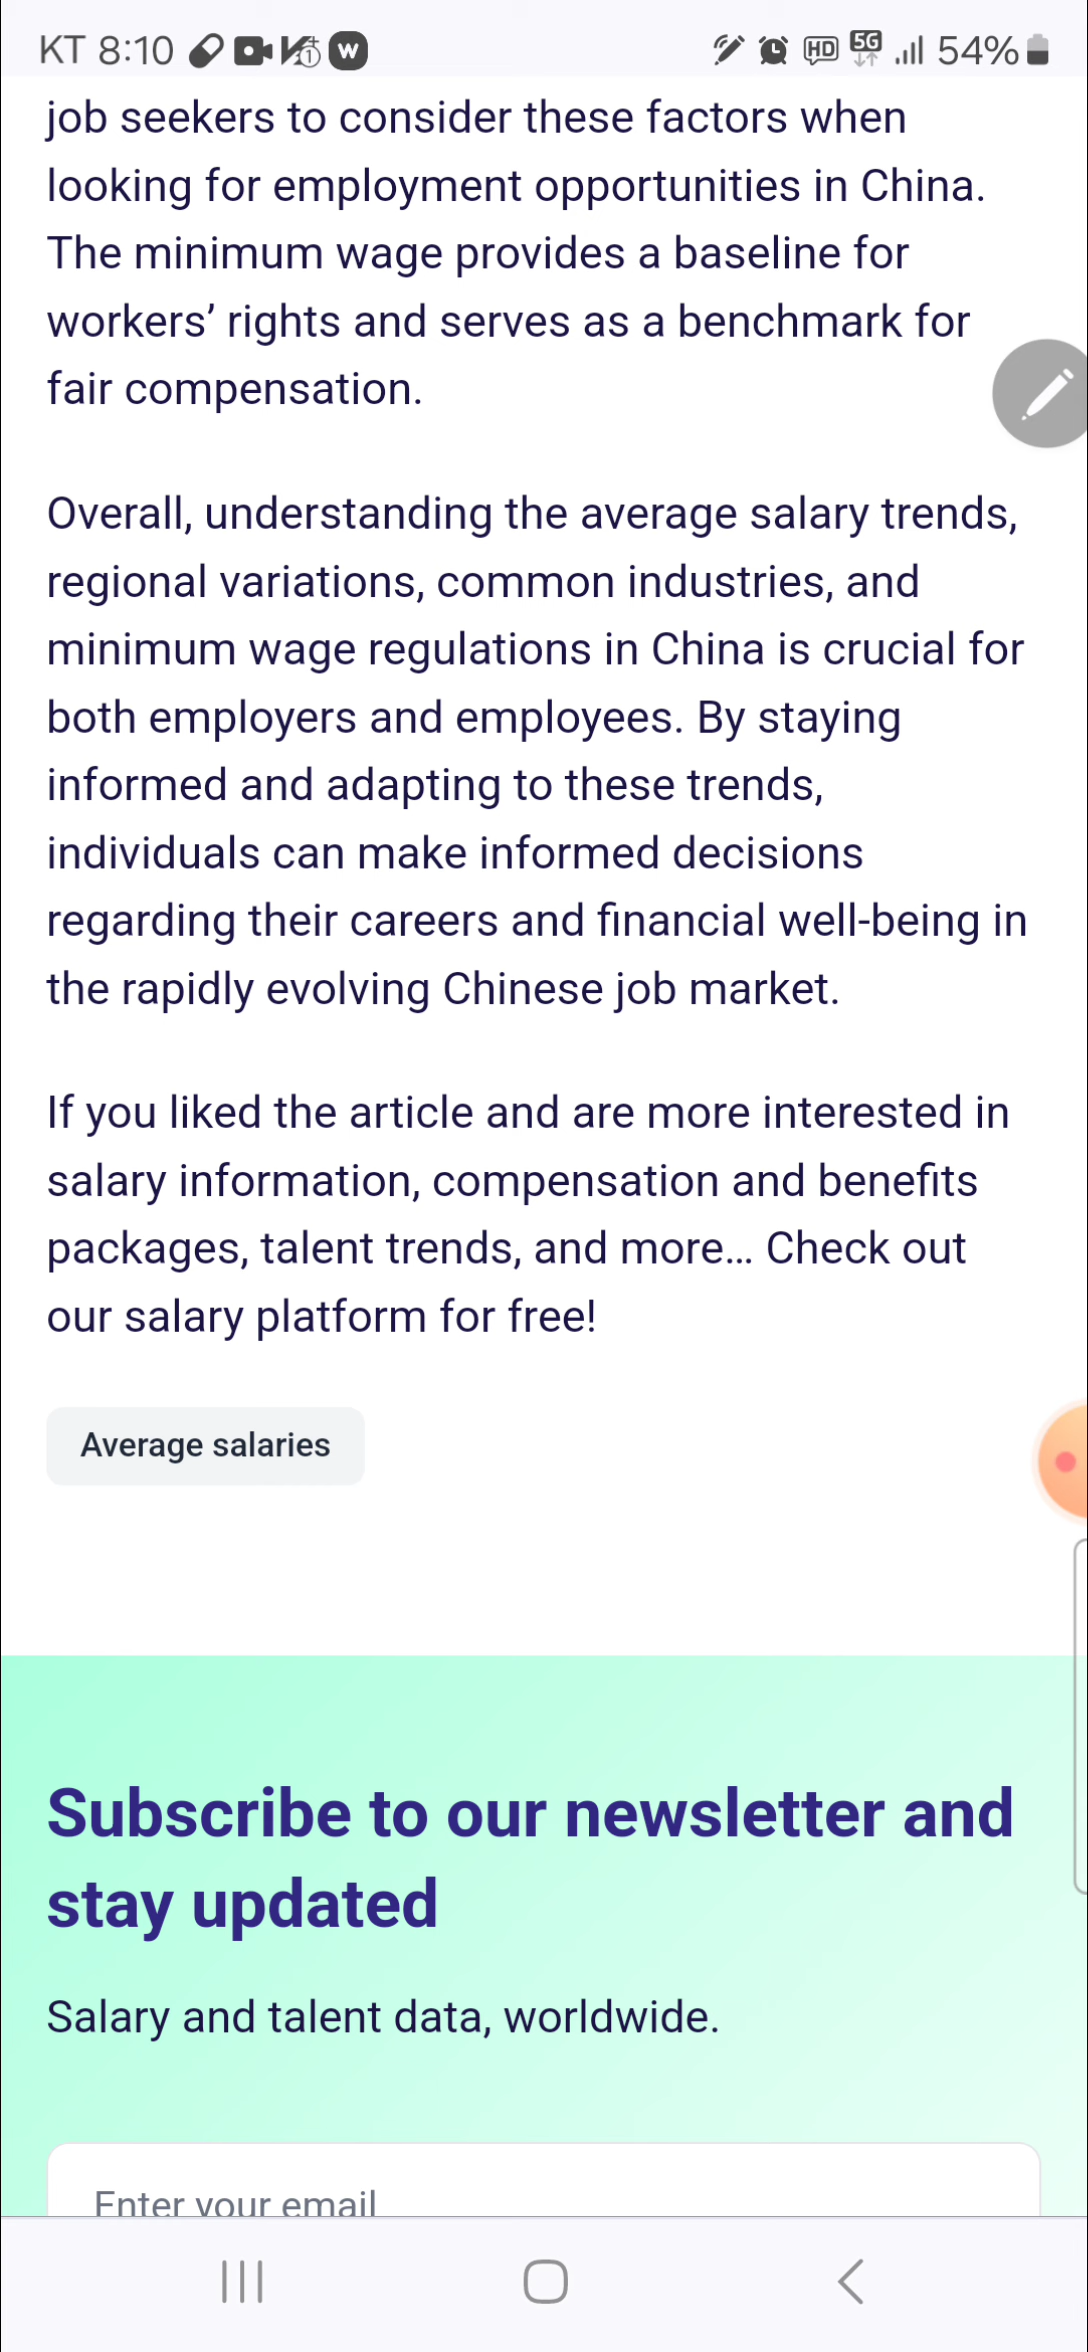 KT 8:10 W HD 5G 54%
job seekers to consider these factors when
looking for employment opportunities in China.
The minimum wage provides a baseline for
workers’ rights and serves as a benchmark for
fair compensation.
Overall, understanding the average salary trends,
regional variations, common industries, and
minimum wage regulations in China is crucial for
both employers and employees. By staying
informed and adapting to these trends,
individuals can make informed decisions
regarding their careers and financial well-being in
the rapidly evolving Chinese job market.
If you liked the article and are more interested in
salary information, compensation and benefits
packages, talent trends, and more... Check out
our salary platform for free!
Average salaries
Subscribe to our newsletter and
stay updated
Salary and talent data, worldwide.
Enter your email